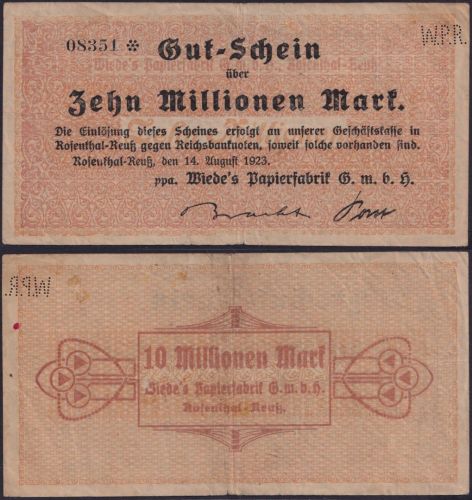 08351 ✻ Gut-Schein W.P.R.
über
Zehn Millionen Mark.
Die Einlösung dieses Scheines erfolgt an unserer Geschäftskasse in
Rosenthal-Reuß gegen Reichsbanknoten, soweit solche vorhanden sind.
Rosenthal-Reuß, den 14. August 1923.
ppa. Wiede's Papierfabrik G. m. b. H.
W.P.R.
10 Millionen Mark
Wiede's Papierfabrik G. m. b. H.
Rosenthal-Reuß.